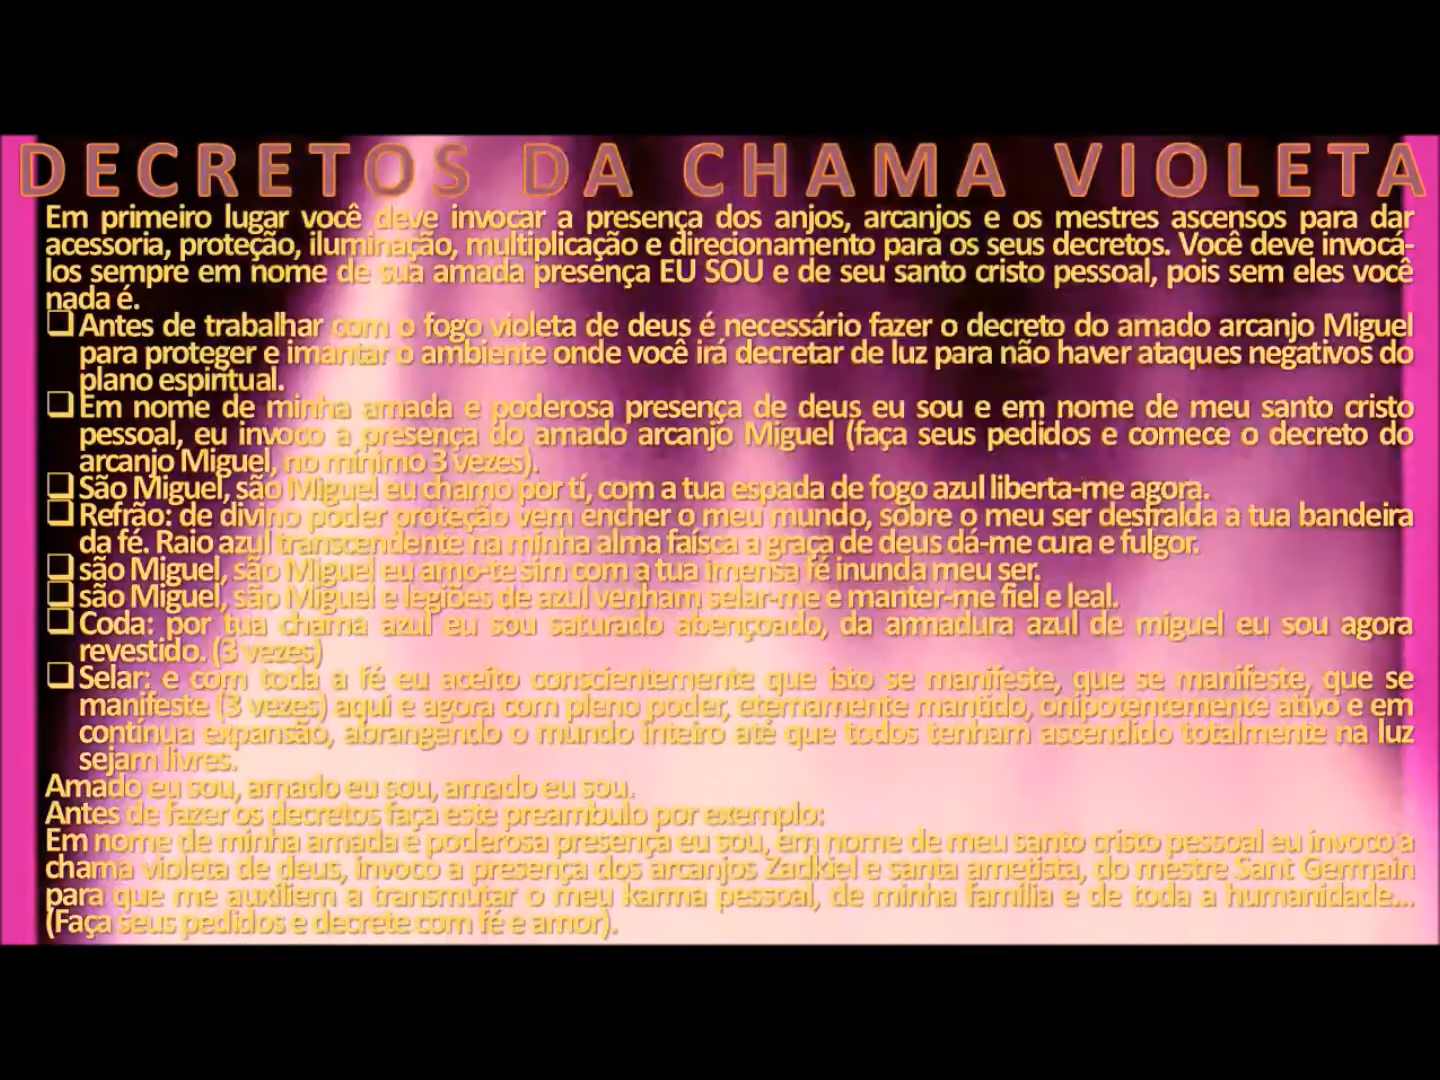 DECRETOS DA CHAMA VIOLETA
Em primeiro lugar você deve invocar a presença dos anjos, arcanjos e os mestres ascensos para dar
acessoria, proteção, iluminação, multiplicação e direcionamento para os seus decretos. Você deve invocá-
los sempre em nome de sua amada presença EU SOU e de seu santo cristo pessoal, pois sem eles você
nada é.
❑Antes de trabalhar com o fogo violeta de deus é necessário fazer o decreto do amado arcanjo Miguel
para proteger e imantar o ambiente onde você irá decretar de luz para não haver ataques negativos do
plano espiritual.
❑Em nome de minha amada e poderosa presença de deus eu sou e em nome de meu santo cristo
pessoal, eu invoco a presença do amado arcanjo Miguel (faça seus pedidos e comece o decreto do
arcanjo Miguel, no mínimo 3 vezes).
❑São Miguel, são Miguel eu chamo por tí, com a tua espada de fogo azul liberta-me agora.
❑Refrão: de divino poder proteção vem encher o meu mundo, sobre o meu ser desfralda a tua bandeira
da fé. Raio azul transcendente na minha alma faísca a graça de deus dá-me cura e fulgor.
❑são Miguel, são Miguel eu amo-te sim com a tua imensa fé inunda meu ser.
❑são Miguel, são Miguel e legiões de azul venham selar-me e manter-me fiel e leal.
❑Coda: por tua chama azul eu sou saturado abençoado, da armadura azul de miguel eu sou agora
revestido. (3 vezes)
❑Selar: e com toda a fé eu aceito conscientemente que isto se manifeste, que se manifeste, que se
manifeste (3 vezes) aqui e agora com pleno poder, eternamente mantido, onipotentemente ativo e em
contínua expansão, abrangendo o mundo inteiro até que todos tenham ascendido totalmente na luz
sejam livres.
Amado eu sou, amado eu sou, amado eu sou.
Antes de fazer os decretos faça este preambulo por exemplo:
Em nome de minha amada e poderosa presença eu sou, em nome de meu santo cristo pessoal eu invoco a
chama violeta de deus, invoco a presença dos arcanjos Zadkiel e santa ametista, do mestre Sant Germain
para que me auxiliem a transmutar o meu karma pessoal, de minha família e de toda a humanidade...
(Faça seus pedidos e decrete com fé e amor).